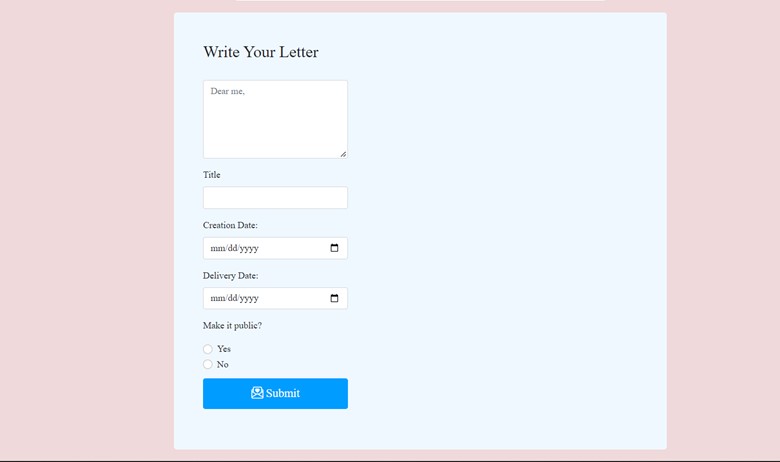 Write Your Letter
Dear me,
Title
Creation Date:
mm/dd/yyyy
Delivery Date:
mm/dd/yyyy
Make it public?
Yes
No
Submit